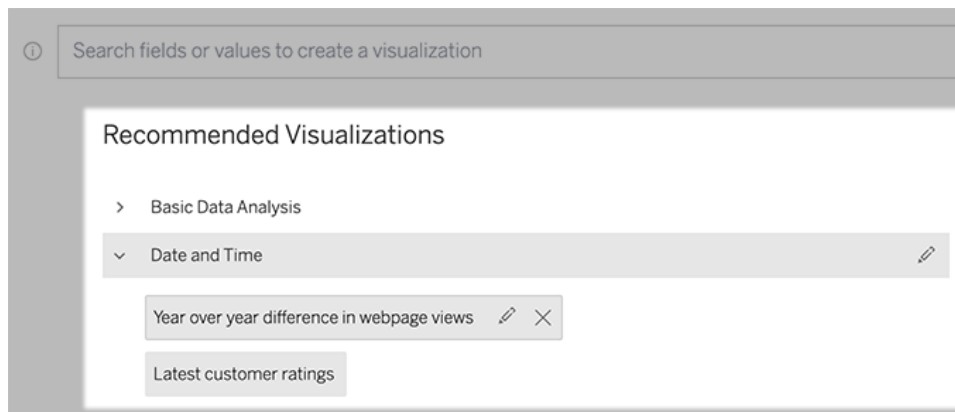 Search fields or values to create a visualization
Recommended Visualizations
Basic Data Analysis
Date and Time
Year over year difference in webpage views
Latest customer ratings